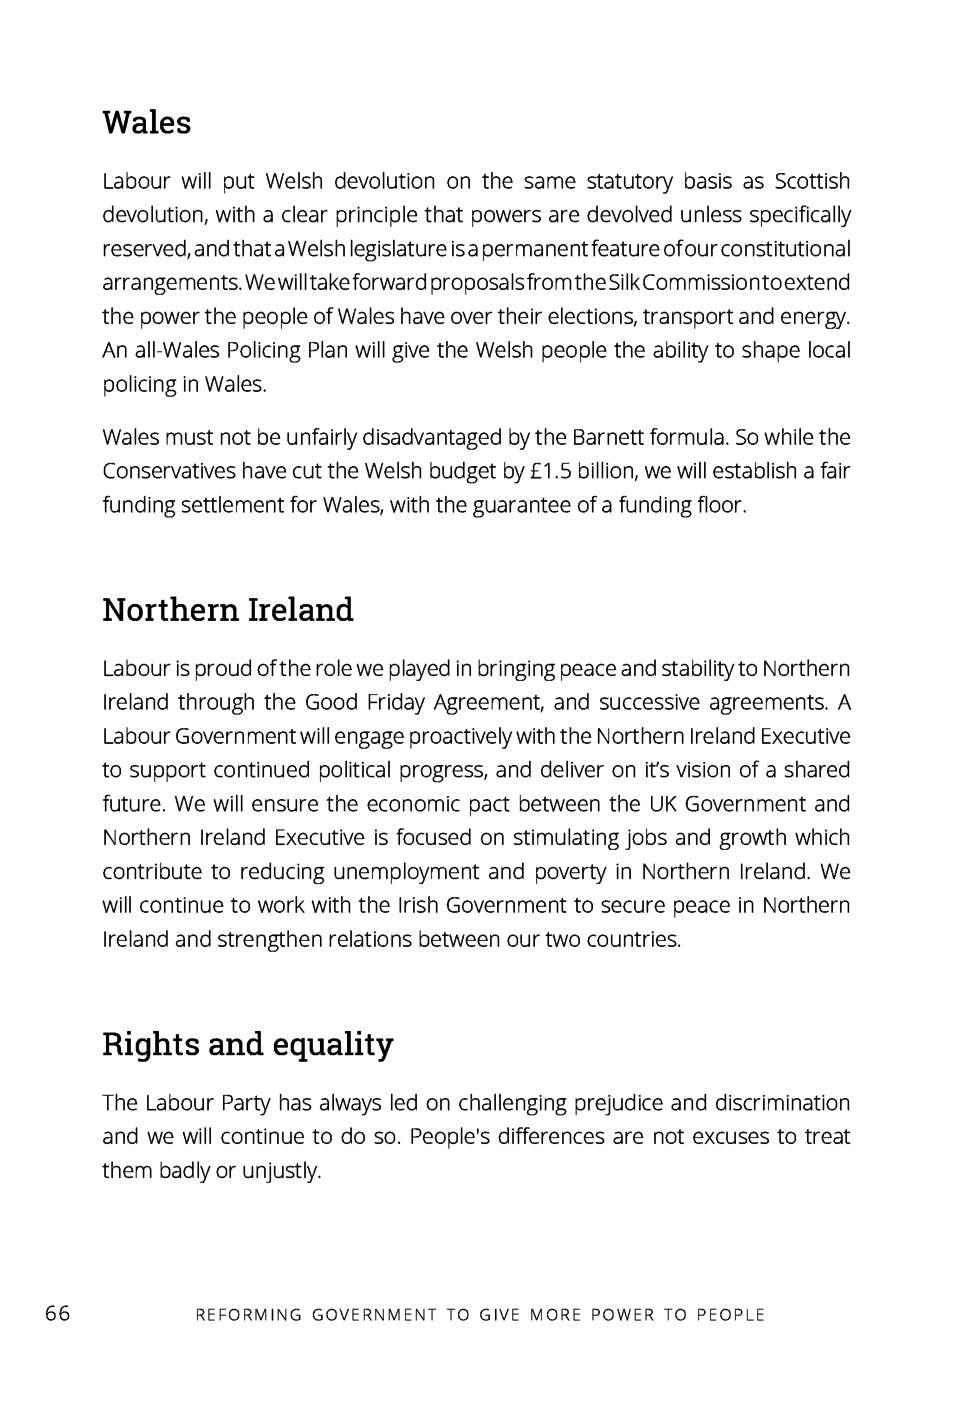 Wales
Labour will put Welsh devolution on the same statutory basis as Scottish
devolution, with a clear principle that powers are devolved unless specifically
reserved, and that a Welsh legislature is a permanent feature of our constitutional
arrangements. We will take forward proposals from the Silk Commission to extend
the power the people of Wales have over their elections, transport and energy.
An all-Wales Policing Plan will give the Welsh people the ability to shape local
policing in Wales.
Wales must not be unfairly disadvantaged by the Barnett formula. So while the
Conservatives have cut the Welsh budget by £1.5 billion, we will establish a fair
funding settlement for Wales, with the guarantee of a funding floor.
Northern Ireland
Labour is proud of the role we played in bringing peace and stability to Northern
Ireland through the Good Friday Agreement, and successive agreements. A
Labour Government will engage proactively with the Northern Ireland Executive
to support continued political progress, and deliver on it’s vision of a shared
future. We will ensure the economic pact between the UK Government and
Northern Ireland Executive is focused on stimulating jobs and growth which
contribute to reducing unemployment and poverty in Northern Ireland. We
will continue to work with the Irish Government to secure peace in Northern
Ireland and strengthen relations between our two countries.
Rights and equality
The Labour Party has always led on challenging prejudice and discrimination
and we will continue to do so. People's differences are not excuses to treat
them badly or unjustly.
66 REFORMING GOVERNMENT TO GIVE MORE POWER TO PEOPLE